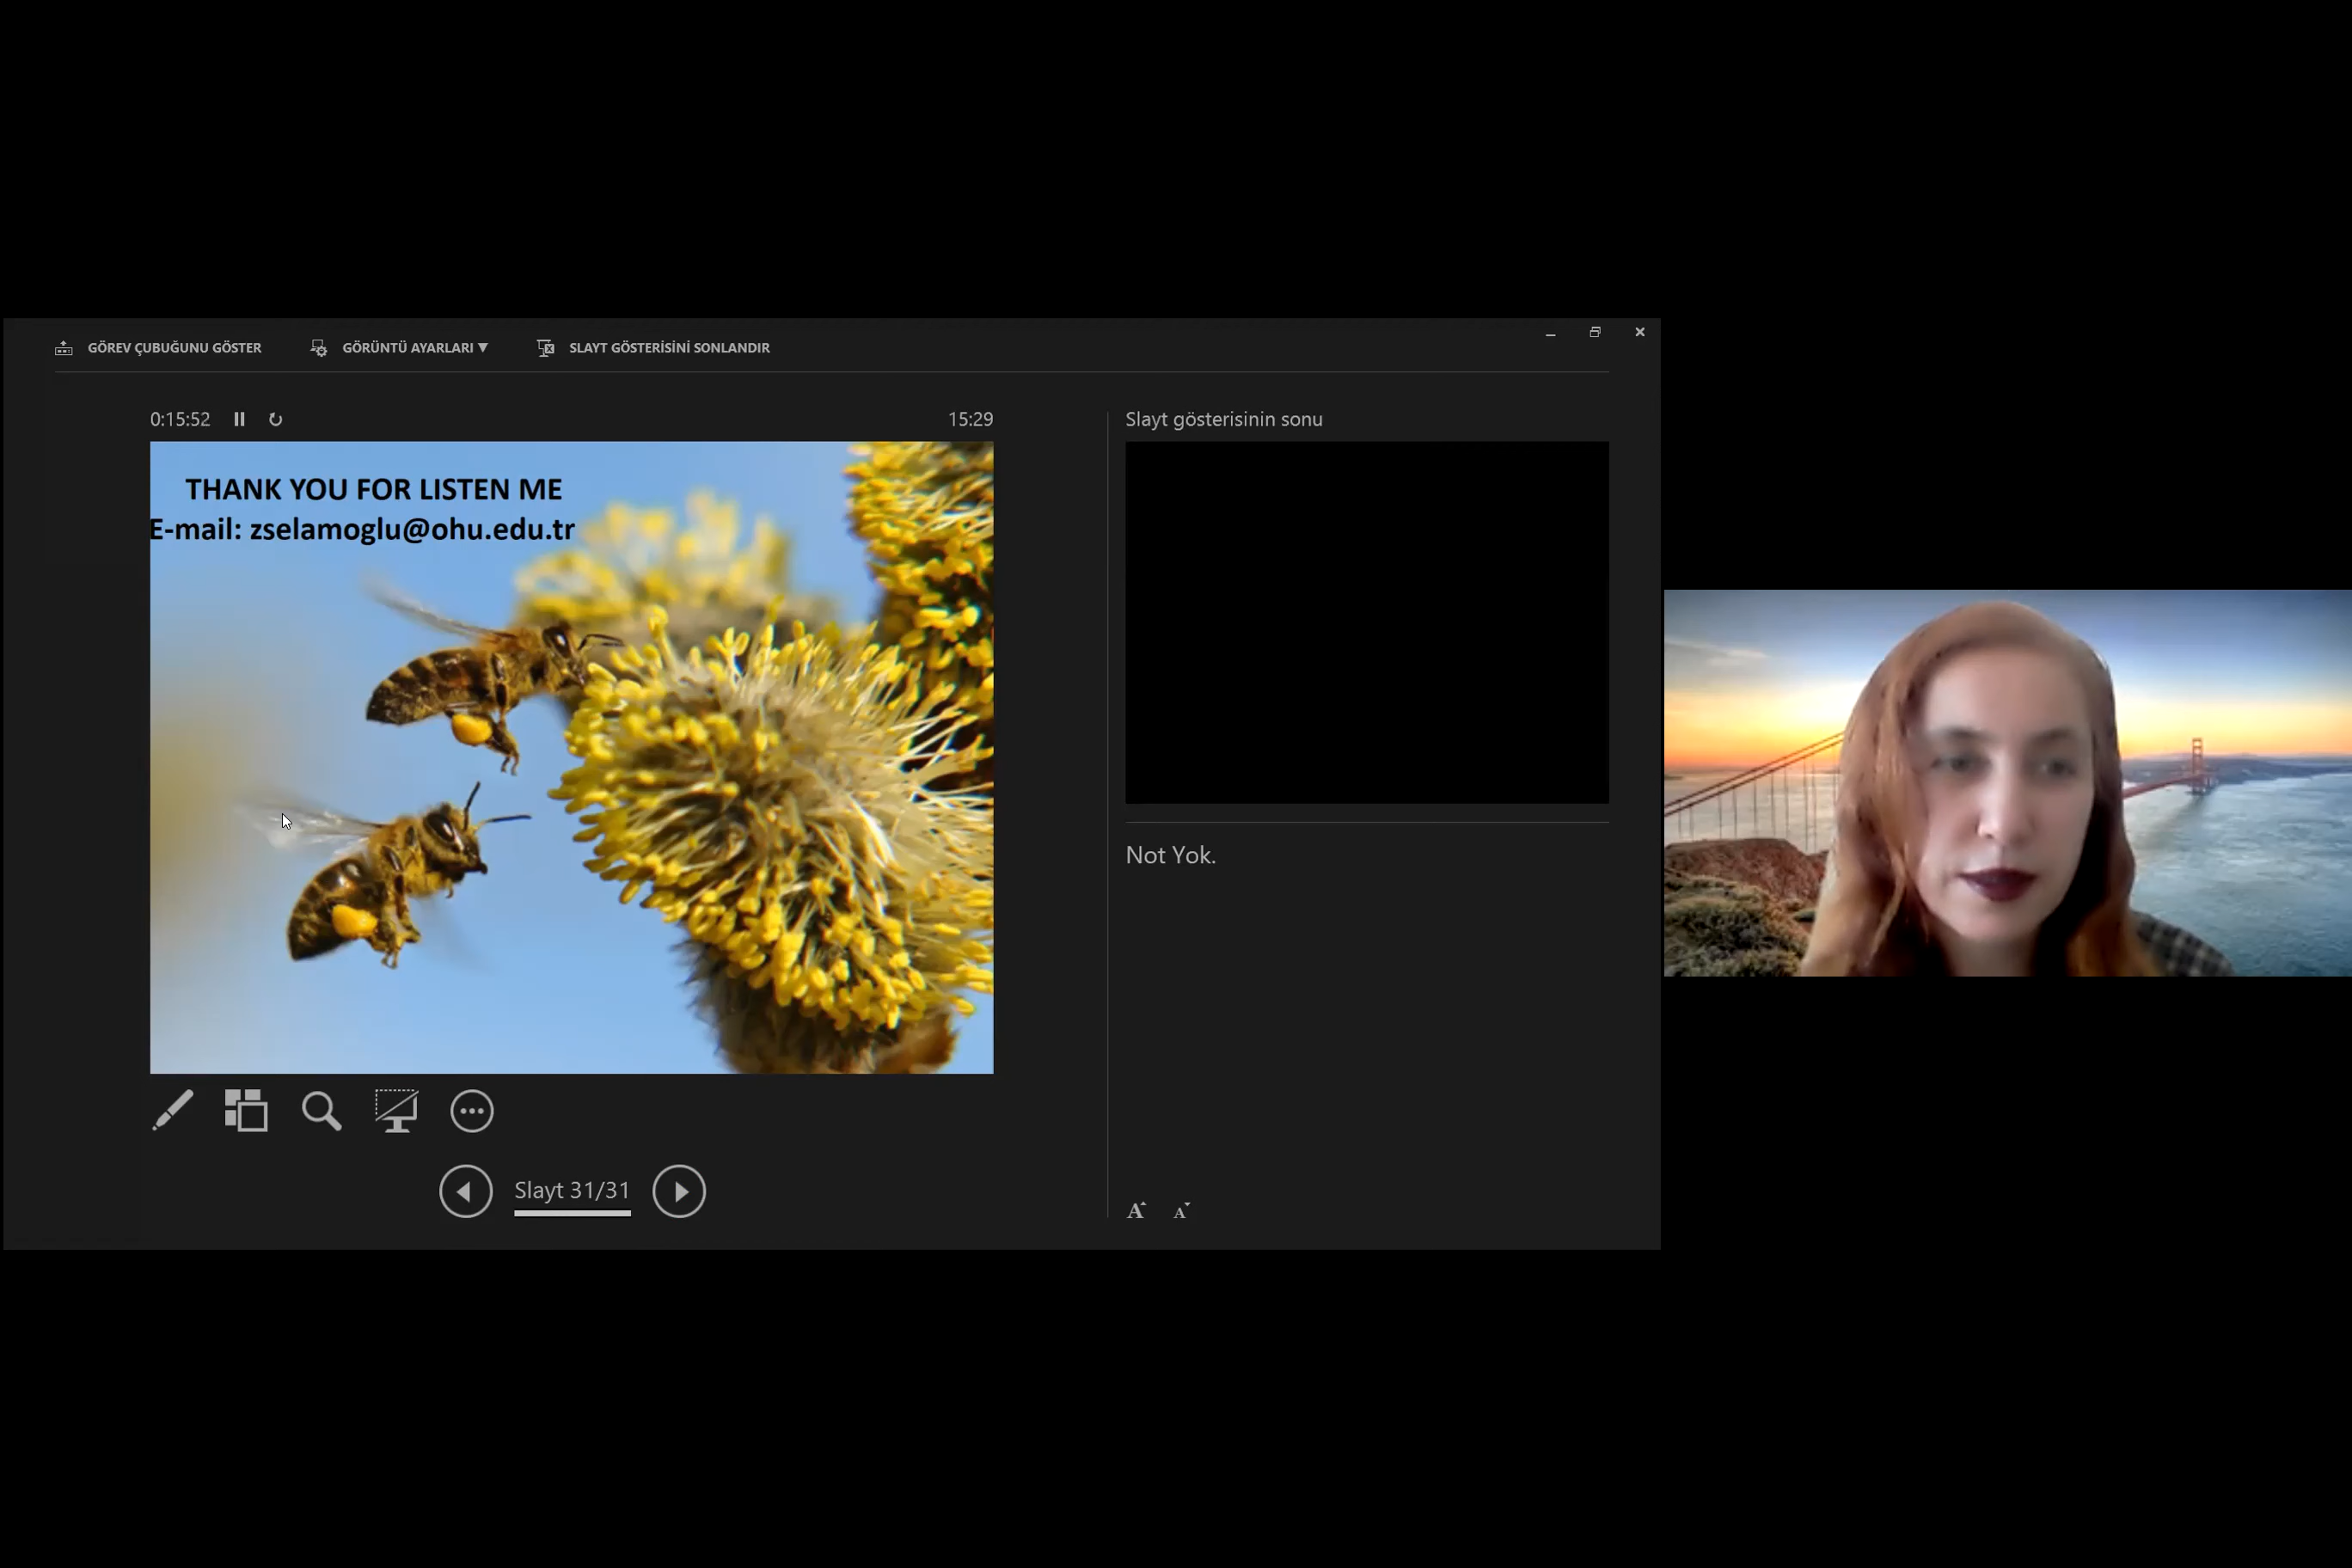 GÖREV ÇUBUĞUNU GÖSTER
GÖRÜNTÜ AYARLARI ▼
SLAYT GÖSTERİSİNİ SONLANDIR
0:15:52
15:29
THANK YOU FOR LISTEN ME
E-mail: zselamoglu@ohu.edu.tr
Slayt 31/31
Slayt gösterisinin sonu
Not Yok.
A
A